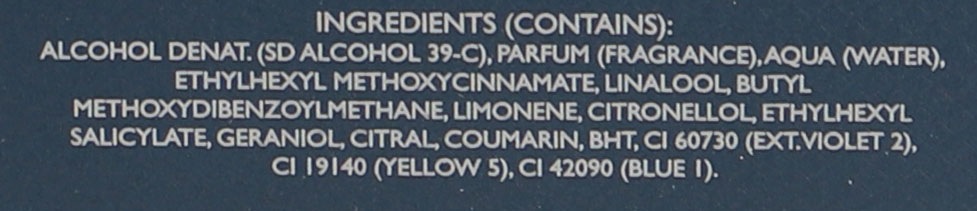 INGREDIENTS (CONTAINS):
ALCOHOL DENAT. (SD ALCOHOL 39-C), PARFUM (FRAGRANCE), AQUA (WATER),
ETHYLHEXYL METHOXYCINNAMATE, LINALOOL, BUTYL
METHOXYDIBENZOYLMETHANE, LIMONENE, CITRONELLOL, ETHYLHEXYL
SALICYLATE, GERANIOL, CITRAL, COUMARIN, BHT, CI 60730 (EXT.VIOLET 2),
CI 19140 (YELLOW 5), CI 42090 (BLUE 1).